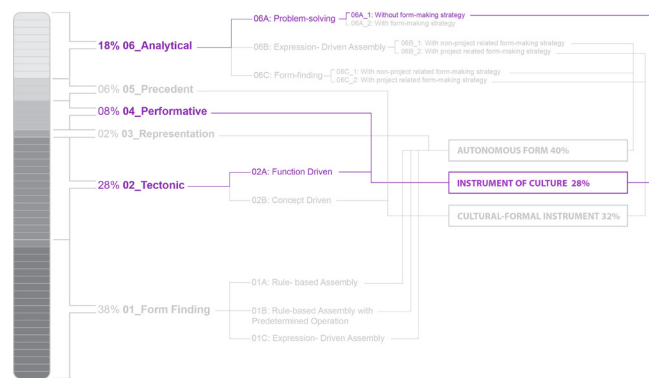 06A: Problem-solving
06A_1: Without form-making strategy
06A_2: With form-making strategy
18% 06_Analytical
06B: Expression- Driven Assembly
06B_1: With non-project related form-making strategy
06B_2: With project related form-making strategy
06C: Form-finding
06C_1: With non-project related form-making strategy
06C_2: With project related form-making strategy
06% 05_Precedent
08% 04_Performative
02% 03_Representation
AUTONOMOUS FORM 40%
02A: Function Driven
INSTRUMENT OF CULTURE 28%
28% 02_Tectonic
02B: Concept Driven
CULTURAL-FORMAL INSTRUMENT 32%
01A: Rule- based Assembly
38% 01_Form Finding
01B: Rule-based Assembly with
Predetermined Operation
01C: Expression- Driven Assembly